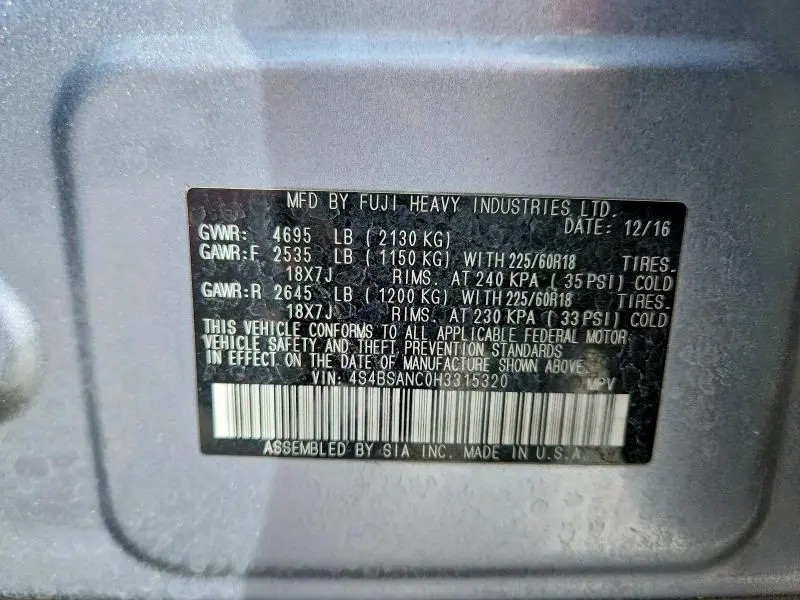 MFD BY FUJI HEAVY INDUSTRIES LTD.
DATE: 12/16
GVWR: 4695 LB ( 2130 KG)
GAWR:F 2535 LB ( 1150 KG) WITH 225/60R18 TIRES.
18X7J RIMS. AT 240 KPA ( 35 PSI) COLD
GAWR:R 2645 LB ( 1200 KG) WITH 225/60R18 TIRES.
18X7J RIMS. AT 230 KPA ( 33 PSI) COLD
THIS VEHICLE CONFORMS TO ALL APPLICABLE FEDERAL MOTOR
VEHICLE SAFETY AND THEFT PREVENTION STANDARDS
IN EFFECT ON THE DATE OF MANUFACTURE SHOWN ABOVE.
VIN: 4S4BSANC0H3315320 MPV
ASSEMBLED BY SIA INC. MADE IN U.S.A.